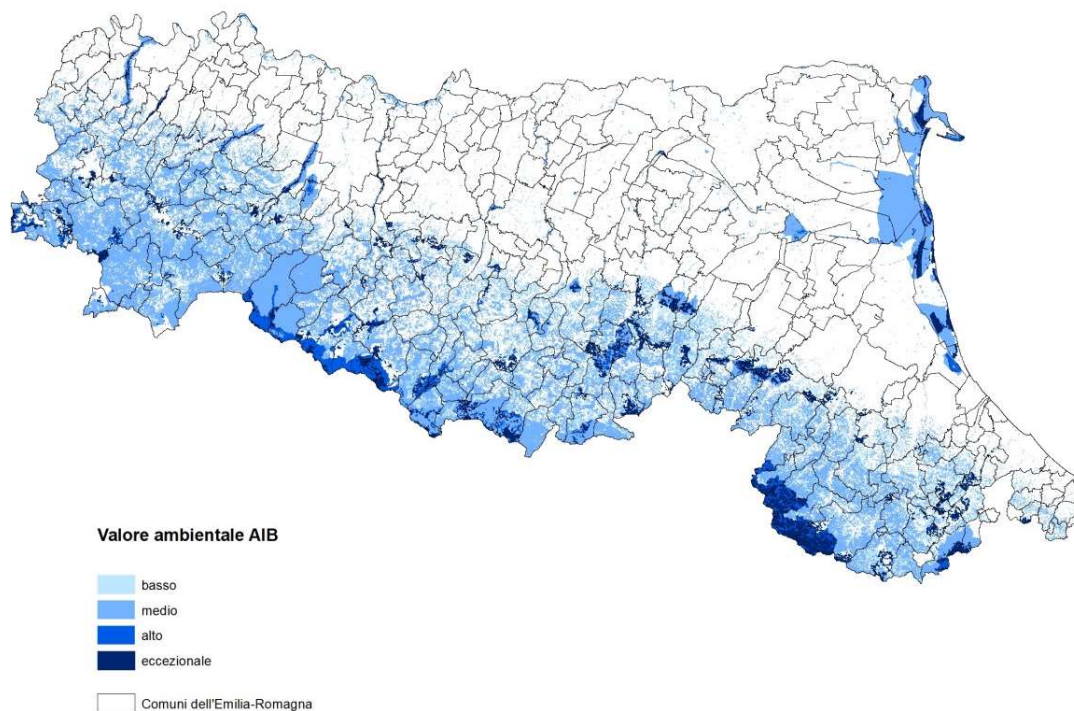 Valore ambientale AIB
basso
medio
alto
eccezionale
Comuni dell'Emilia-Romagna